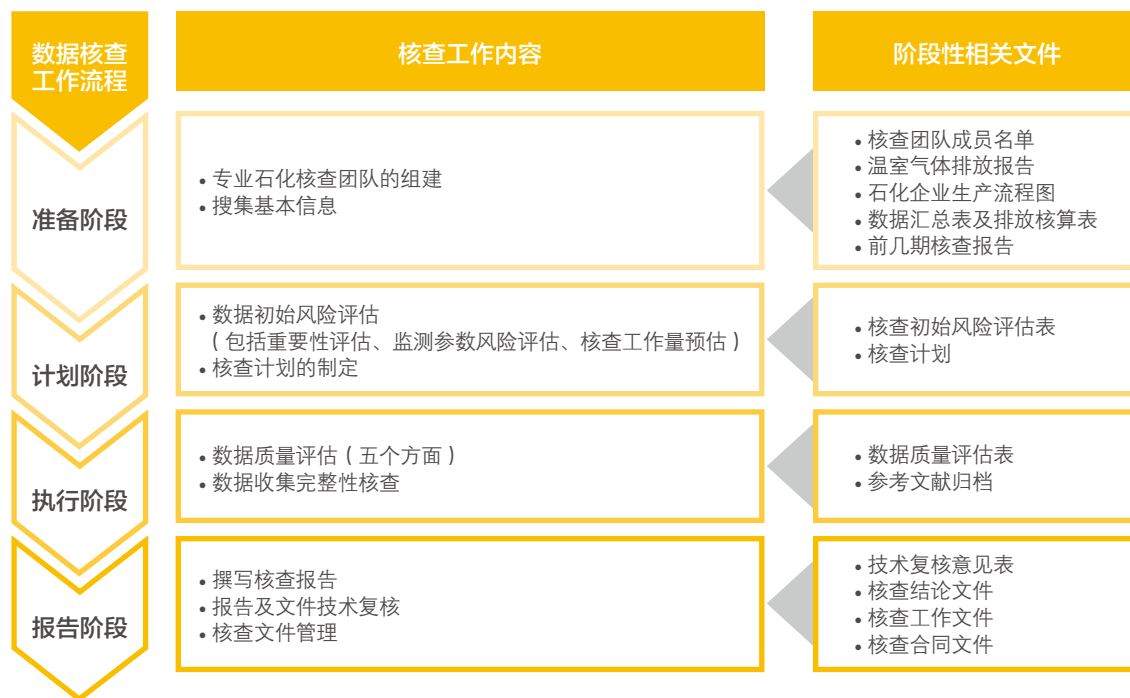 数据核查
工作流程
核查工作内容
阶段性相关文件
准备阶段
• 专业石化核查团队的组建
• 搜集基本信息
• 核查团队成员名单
• 温室气体排放报告
• 石化企业生产流程图
• 数据汇总表及排放核算表
• 前几期核查报告
计划阶段
• 数据初始风险评估
（包括重要性评估、监测参数风险评估、核查工作量预估）
• 核查计划的制定
• 核查初始风险评估表
• 核查计划
执行阶段
• 数据质量评估（五个方面）
• 数据收集完整性核查
• 数据质量评估表
• 参考文献归档
报告阶段
• 撰写核查报告
• 报告及文件技术复核
• 核查文件管理
• 技术复核意见表
• 核查结论文件
• 核查工作文件
• 核查合同文件